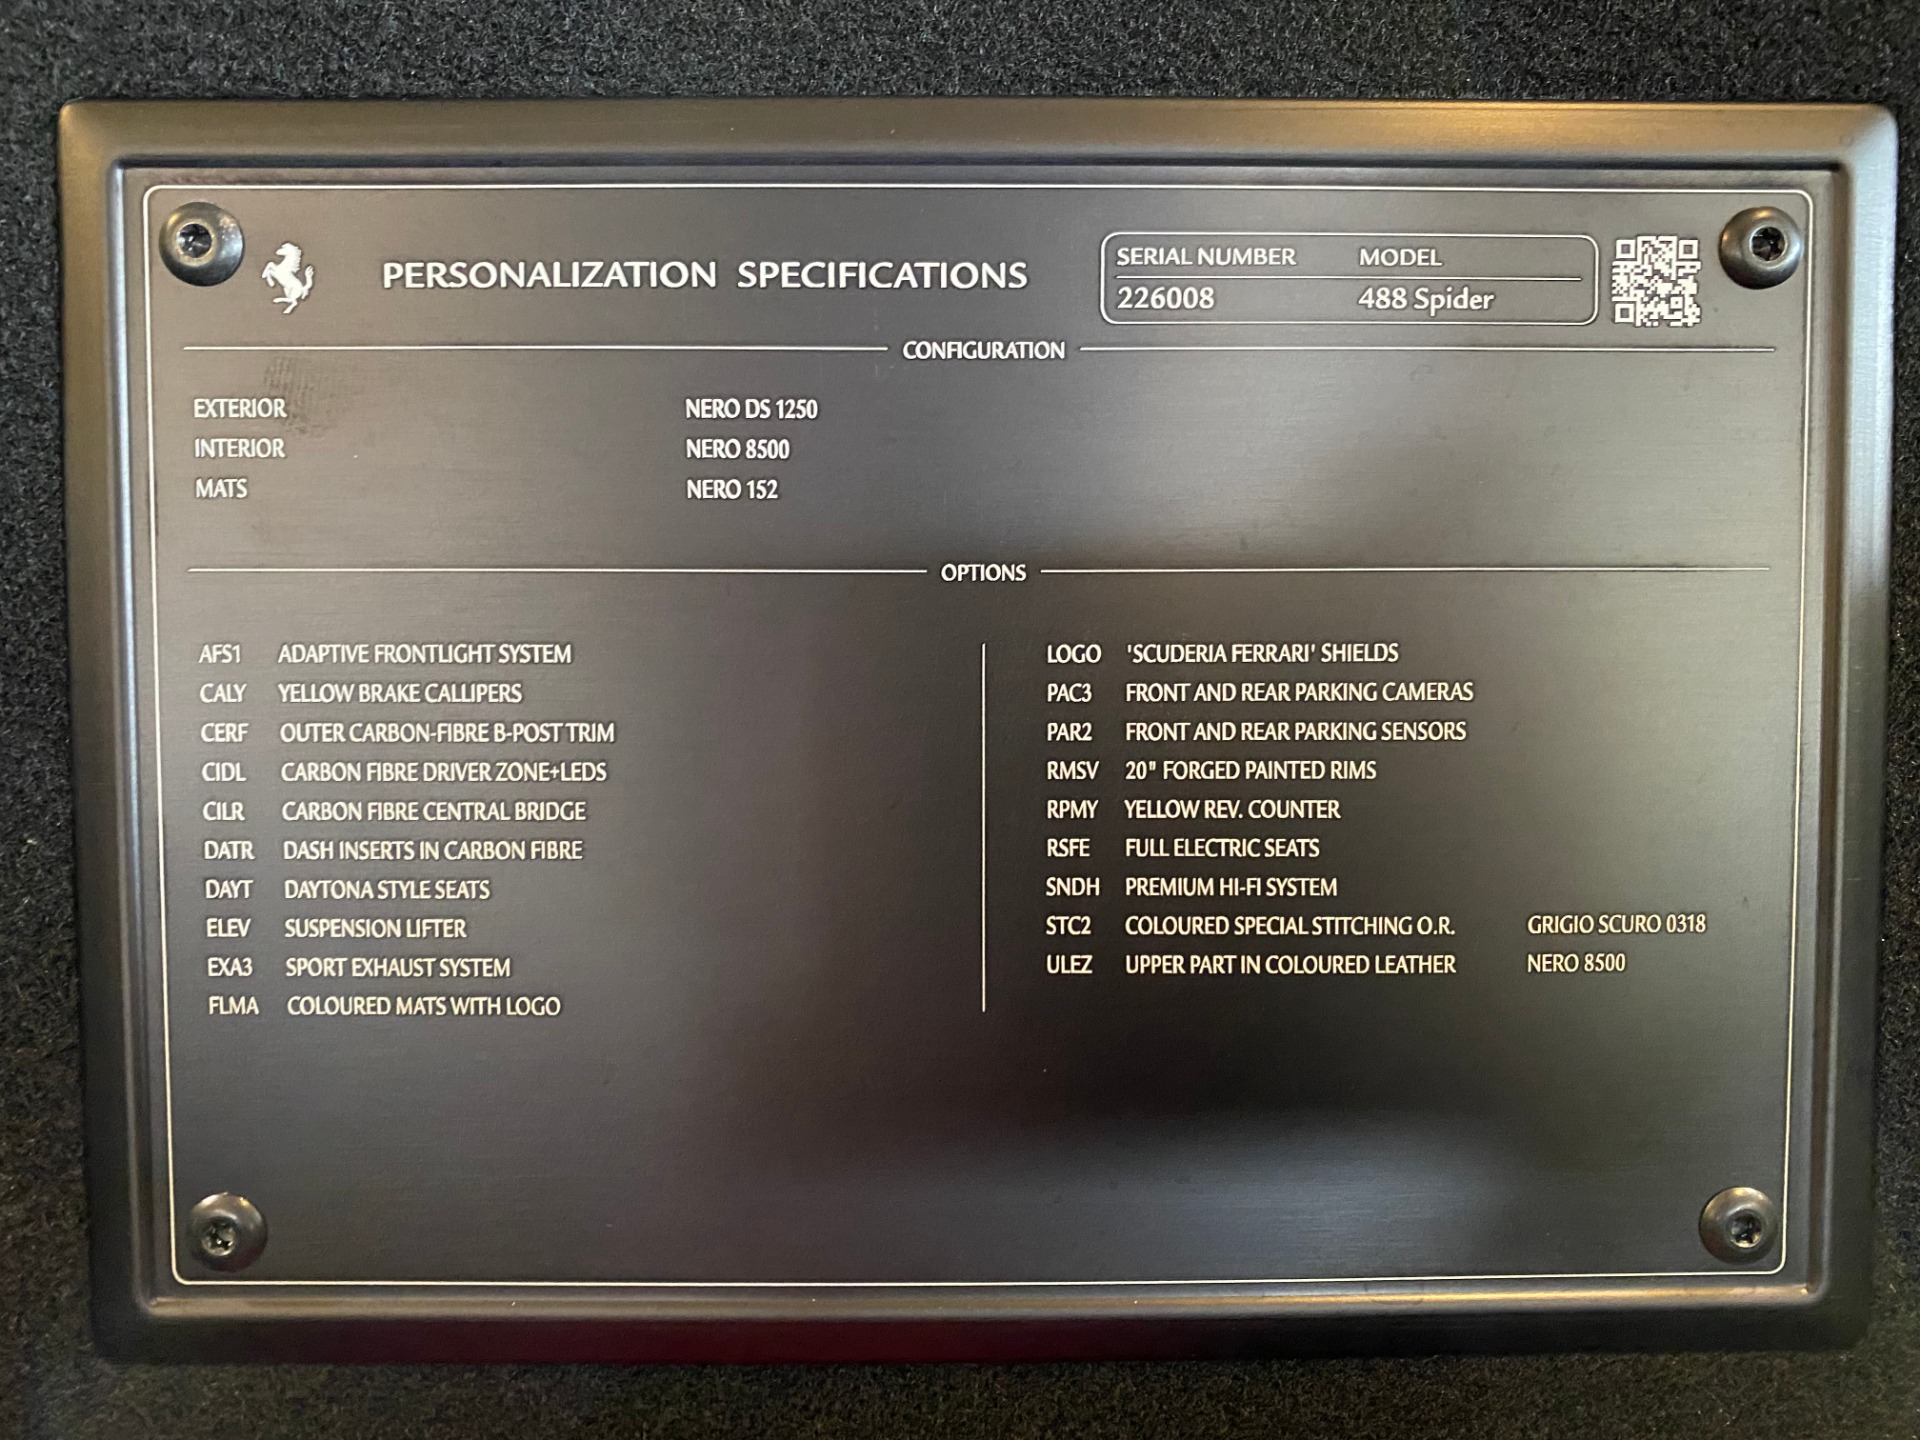 PERSONALIZATION SPECIFICATIONS
SERIAL NUMBER MODEL
226008 488 Spider
CONFIGURATION
EXTERIOR NERO DS 1250
INTERIOR NERO 8500
MATS NERO 152
OPTIONS
AFS1 ADAPTIVE FRONTLIGHT SYSTEM
CALY YELLOW BRAKE CALLIPERS
CERF OUTER CARBON-FIBRE B-POST TRIM
CIDL CARBON FIBRE DRIVER ZONE+LEDS
CILR CARBON FIBRE CENTRAL BRIDGE
DATR DASH INSERTS IN CARBON FIBRE
DAYT DAYTONA STYLE SEATS
ELEV SUSPENSION LIFTER
EXA3 SPORT EXHAUST SYSTEM
FLMA COLOURED MATS WITH LOGO
LOGO 'SCUDERIA FERRARI' SHIELDS
PAC3 FRONT AND REAR PARKING CAMERAS
PAR2 FRONT AND REAR PARKING SENSORS
RMSV 20" FORGED PAINTED RIMS
RPMY YELLOW REV. COUNTER
RSFE FULL ELECTRIC SEATS
SNDH PREMIUM HI-FI SYSTEM
STC2 COLOURED SPECIAL STITCHING O.R. GRIGIO SCURO 0318
ULEZ UPPER PART IN COLOURED LEATHER NERO 8500